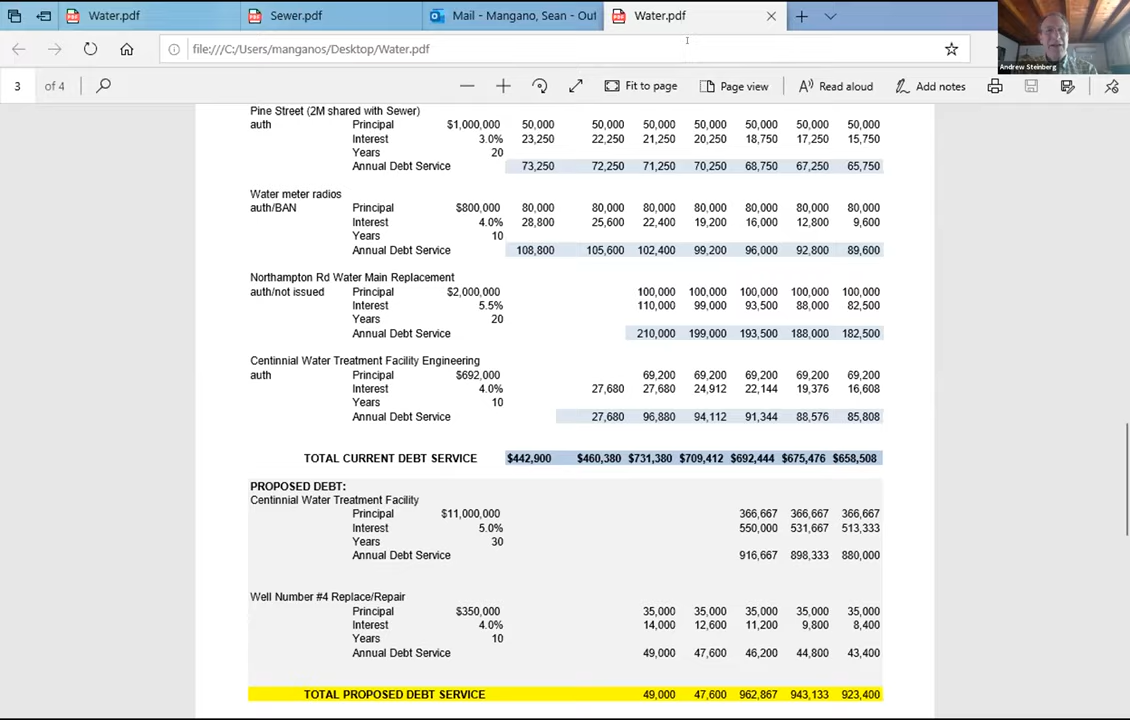 Water.pdf
Sewer.pdf
Mail - Mangano, Sean - Out
Water.pdf
file:///C:/Users/manganos/Desktop/Water.pdf
Andrew Steinberg
3 of 4
Fit to page
Page view
Read aloud
Add notes
Pine Street (2M shared with Sewer)
auth Principal $1,000,000 50,000 50,000 50,000 50,000 50,000 50,000 50,000
Interest 3.0% 23,250 22,250 21,250 20,250 18,750 17,250 15,750
Years 20
Annual Debt Service 73,250 72,250 71,250 70,250 68,750 67,250 65,750
Water meter radios
auth/BAN Principal $800,000 80,000 80,000 80,000 80,000 80,000 80,000 80,000
Interest 4.0% 28,800 25,600 22,400 19,200 16,000 12,800 9,600
Years 10
Annual Debt Service 108,800 105,600 102,400 99,200 96,000 92,800 89,600
Northampton Rd Water Main Replacement
auth/not issued Principal $2,000,000 100,000 100,000 100,000 100,000 100,000
Interest 5.5% 110,000 99,000 93,500 88,000 82,500
Years 20
Annual Debt Service 210,000 199,000 193,500 188,000 182,500
Centinnial Water Treatment Facility Engineering
auth Principal $692,000 69,200 69,200 69,200 69,200 69,200
Interest 4.0% 27,680 27,680 24,912 22,144 19,376 16,608
Years 10
Annual Debt Service 27,680 96,880 94,112 91,344 88,576 85,808
TOTAL CURRENT DEBT SERVICE $442,900 $460,380 $731,380 $709,412 $692,444 $675,476 $658,508
PROPOSED DEBT:
Centinnial Water Treatment Facility
Principal $11,000,000 366,667 366,667 366,667
Interest 5.0% 550,000 531,667 513,333
Years 30
Annual Debt Service 916,667 898,333 880,000
Well Number #4 Replace/Repair
Principal $350,000 35,000 35,000 35,000 35,000 35,000
Interest 4.0% 14,000 12,600 11,200 9,800 8,400
Years 10
Annual Debt Service 49,000 47,600 46,200 44,800 43,400
TOTAL PROPOSED DEBT SERVICE 49,000 47,600 962,867 943,133 923,400